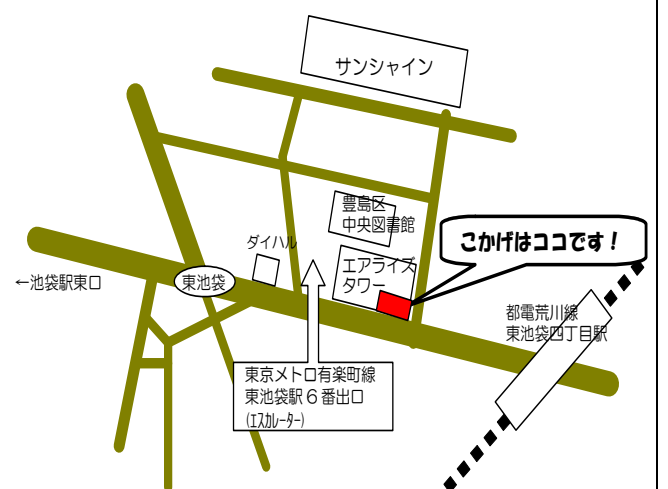 サンシャイン
豊島区
中央図書館
こかげはココです！
ダイハル
エアライズ
タワー
←池袋駅東口
東池袋
都電荒川線
東池袋四丁目駅
東京メトロ有楽町線
東池袋駅６番出口
(ｴｽｶﾚｰﾀｰ)